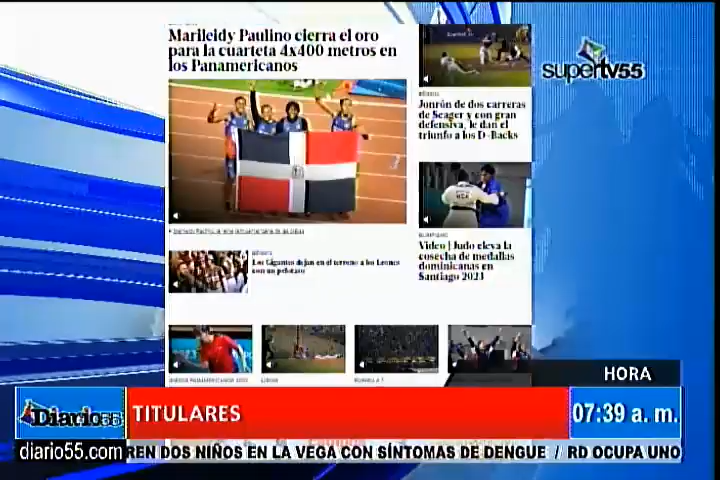 Marileidy Paulino cierra el oro
para la cuarteta 4x400 metros en
los Panamericanos
Jonrón de dos carreras
de Seager y con gran
defensiva, le dan el
triunfo a los D-Backs
Video | Judo eleva la
cosecha de medallas
dominicanas en
Santiago 2023
Los Gigantes dejan en el terreno a los Leones
con un pelotazo
supertv55
HORA
Diario55
TITULARES
07:39 a. m.
diario55.com
REN DOS NIÑOS EN LA VEGA CON SÍNTOMAS DE DENGUE // RD OCUPA UNO